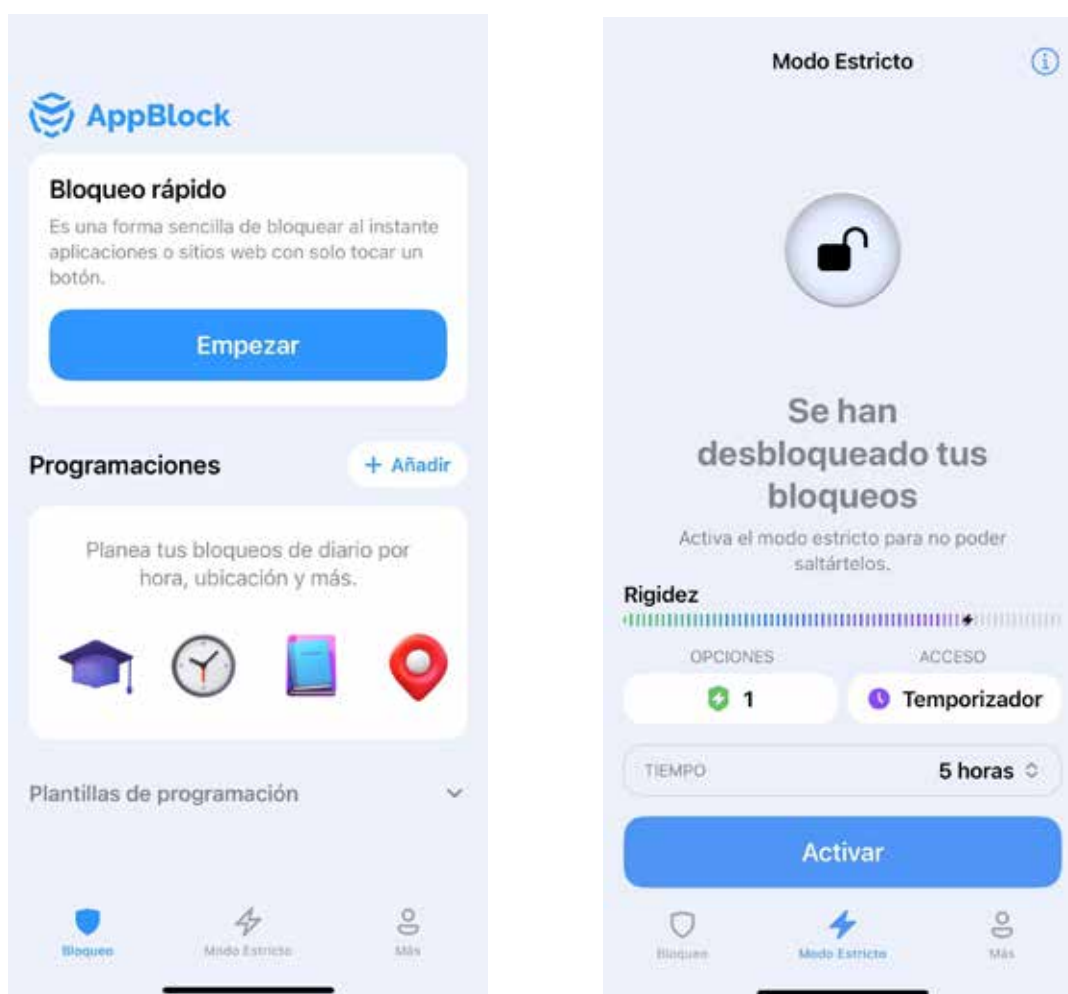 AppBlock
Bloqueo rápido
Es una forma sencilla de bloquear al instante
aplicaciones o sitios web con solo tocar un
botón.
Empezar
Programaciones
+ Añadir
Planea tus bloqueos de diario por
hora, ubicación y más.
Plantillas de programación
Bloqueo
Modo Estricto
Más
Modo Estricto
Se han
desbloqueado tus
bloqueos
Activa el modo estricto para no poder
saltártelos.
Rigidez
OPCIONES
ACCESO
1
Temporizador
TIEMPO
5 horas
Activar
Bloqueo
Modo Estricto
Más